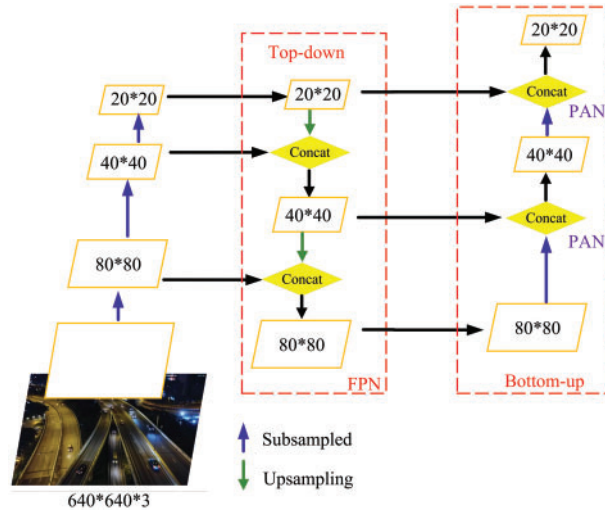 20*20
40*40
80*80
640*640*3
Top-down
20*20
Concat
40*40
Concat
80*80
FPN
20*20
Concat
PAN
40*40
Concat
PAN
80*80
Bottom-up
Subsampled
Upsampling